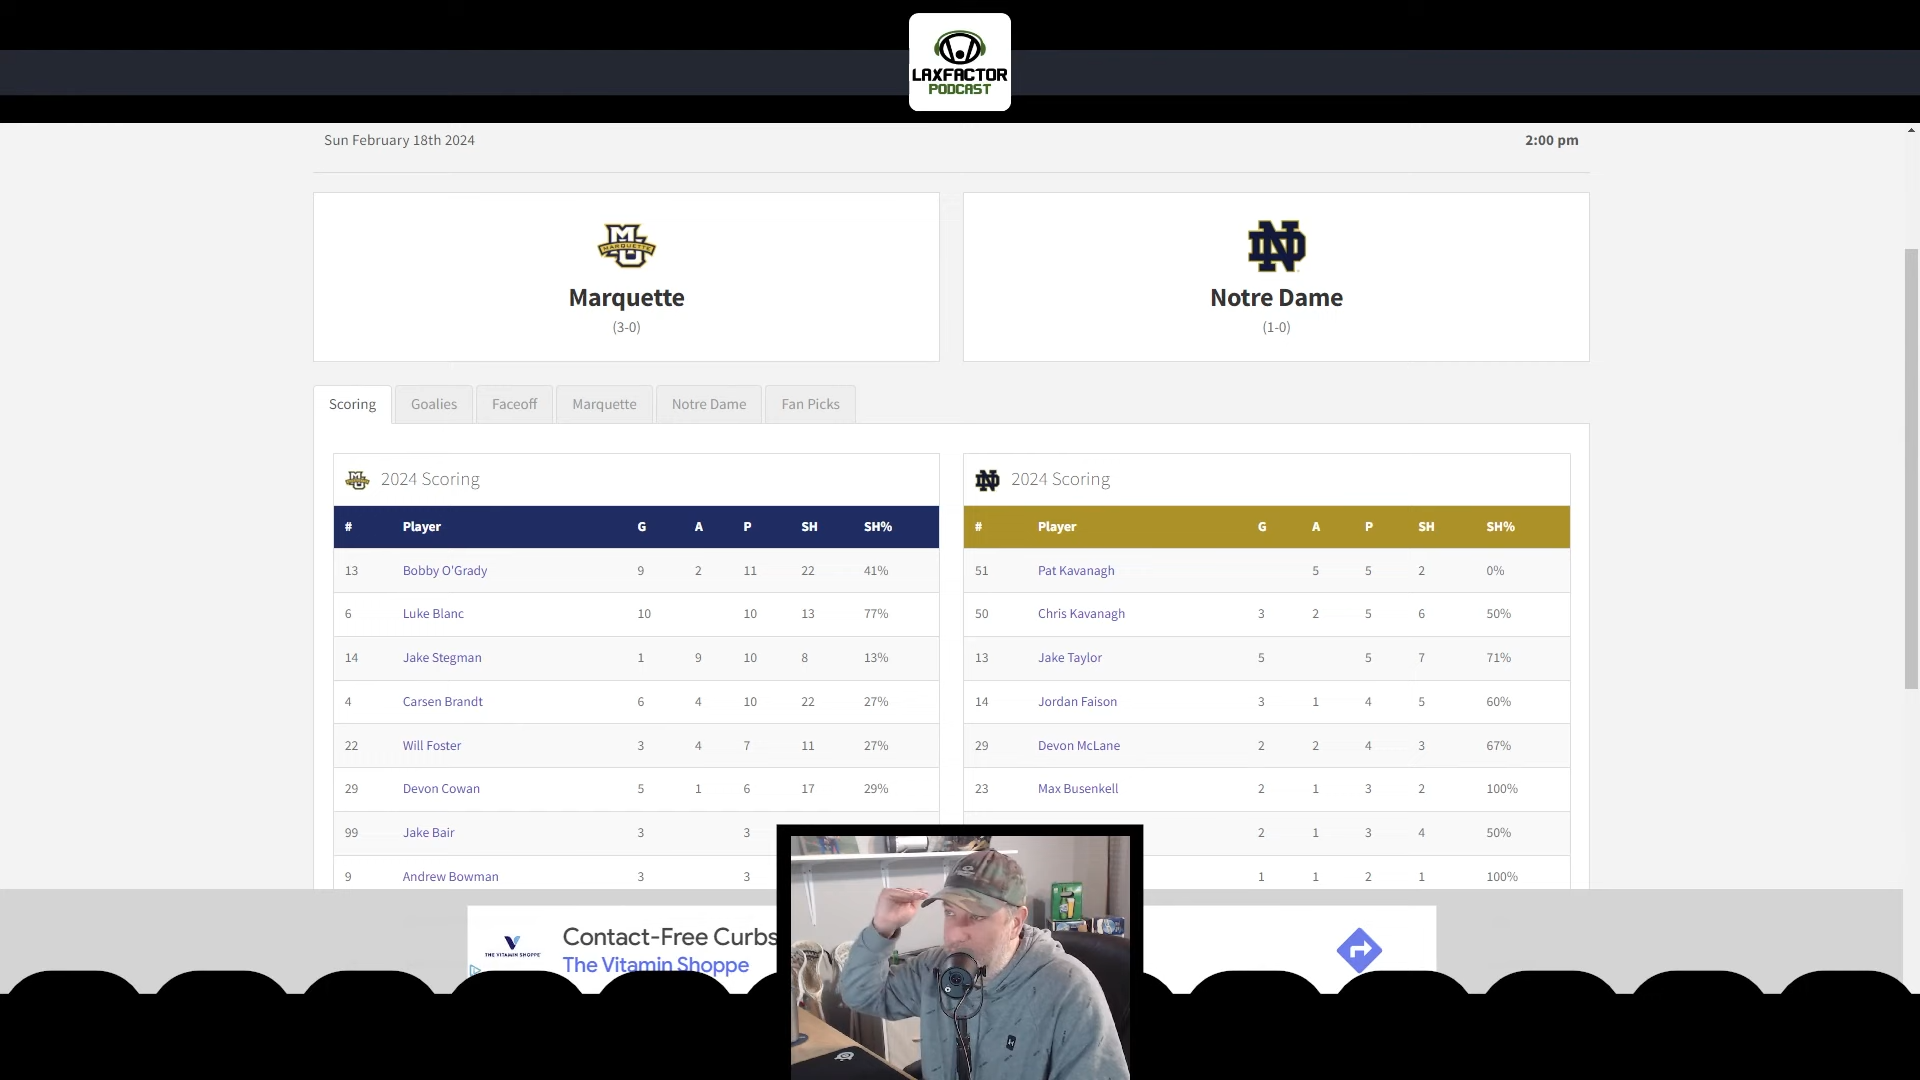 LAXFACTOR
PODCAST
Sun February 18th 2024 2:00 pm
MARQUETTE
Marquette
(3-0)
Notre Dame
(1-0)
Scoring Goalies Faceoff Marquette Notre Dame Fan Picks
2024 Scoring
# Player G A P SH SH%
13 Bobby O'Grady 9 2 11 22 41%
6 Luke Blanc 10 10 13 77%
14 Jake Stegman 1 9 10 8 13%
4 Carsen Brandt 6 4 10 22 27%
22 Will Foster 3 4 7 11 27%
29 Devon Cowan 5 1 6 17 29%
99 Jake Bair 3 3
9 Andrew Bowman 3 3
2024 Scoring
# Player G A P SH SH%
51 Pat Kavanagh 5 5 2 0%
50 Chris Kavanagh 3 2 5 6 50%
13 Jake Taylor 5 5 7 71%
14 Jordan Faison 3 1 4 5 60%
29 Devon McLane 2 2 4 3 67%
23 Max Busenkell 2 1 3 2 100%
2 1 3 4 50%
1 1 2 1 100%
THE VITAMIN SHOPPE
Contact-Free Curbs
The Vitamin Shoppe